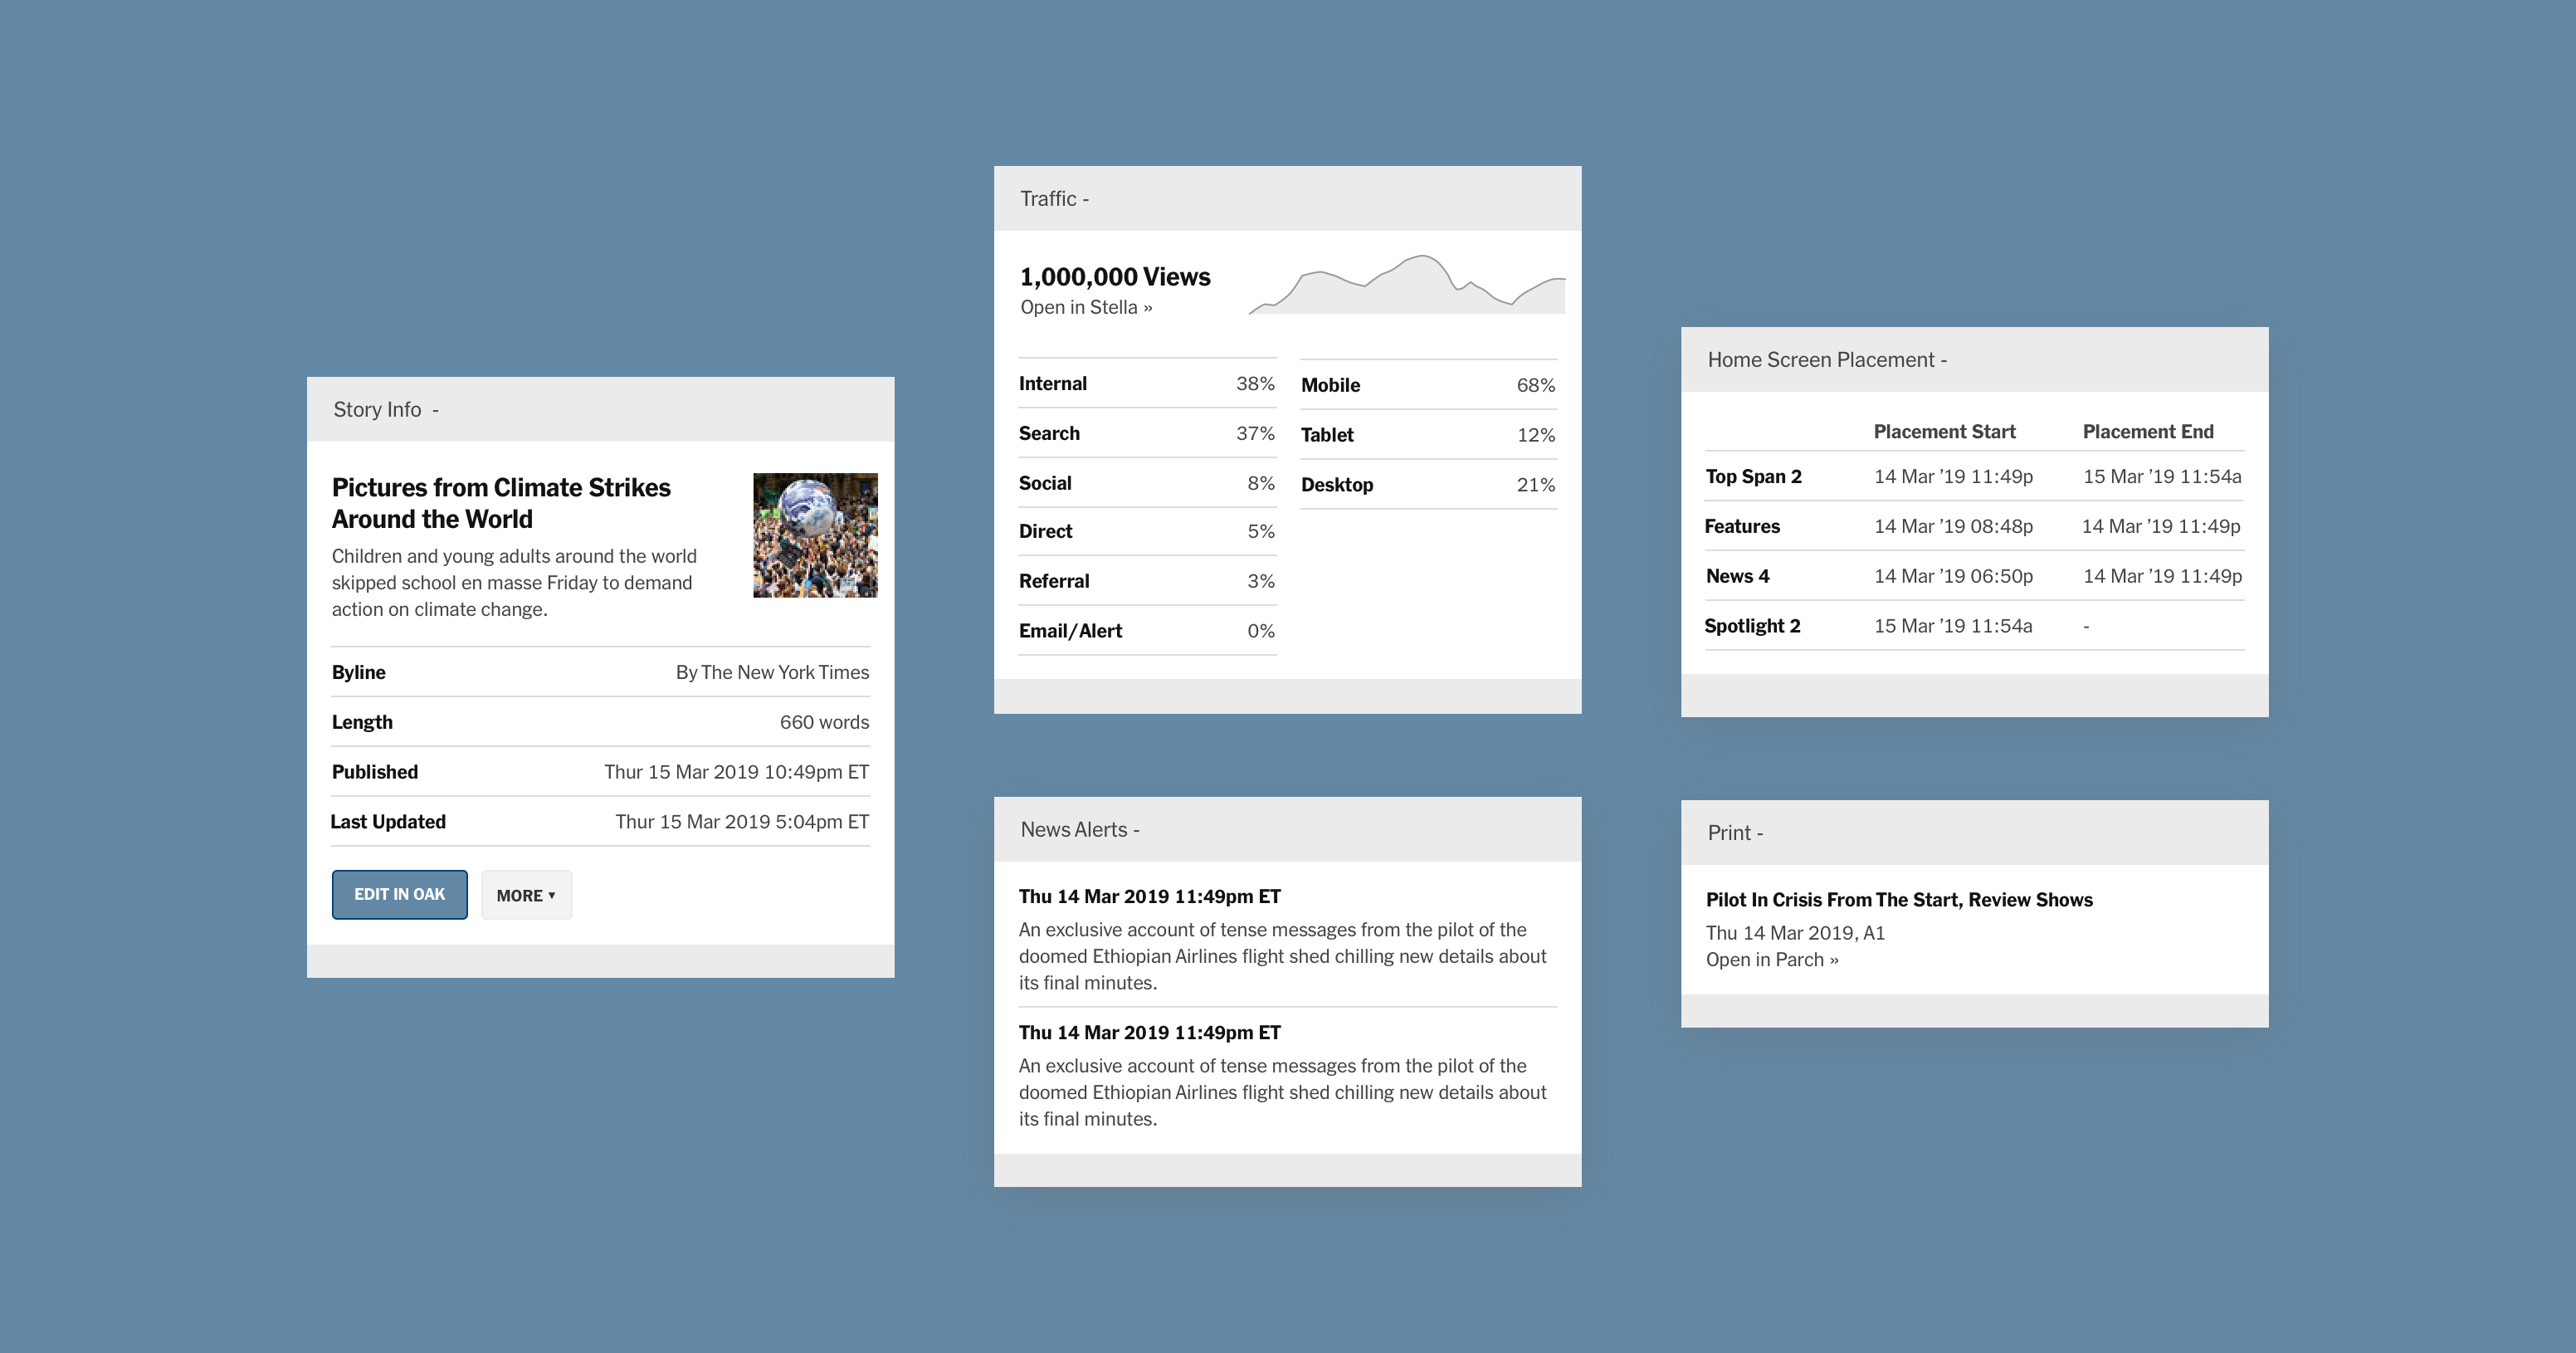 Story Info -
Pictures from Climate Strikes
Around the World
Children and young adults around the world
skipped school en masse Friday to demand
action on climate change.
Byline By The New York Times
Length 660 words
Published Thur 15 Mar 2019 10:49pm ET
Last Updated Thur 15 Mar 2019 5:04pm ET
EDIT IN OAK MORE ▼
Traffic -
1,000,000 Views
Open in Stella »
Internal 38%
Search 37%
Social 8%
Direct 5%
Referral 3%
Email/Alert 0%
Mobile 68%
Tablet 12%
Desktop 21%
News Alerts -
Thu 14 Mar 2019 11:49pm ET
An exclusive account of tense messages from the pilot of the
doomed Ethiopian Airlines flight shed chilling new details about
its final minutes.
Thu 14 Mar 2019 11:49pm ET
An exclusive account of tense messages from the pilot of the
doomed Ethiopian Airlines flight shed chilling new details about
its final minutes.
Home Screen Placement -
Placement Start Placement End
Top Span 2 14 Mar ’19 11:49p 15 Mar ’19 11:54a
Features 14 Mar ’19 08:48p 14 Mar ’19 11:49p
News 4 14 Mar ’19 06:50p 14 Mar ’19 11:49p
Spotlight 2 15 Mar ’19 11:54a -
Print -
Pilot In Crisis From The Start, Review Shows
Thu 14 Mar 2019, A1
Open in Parch »